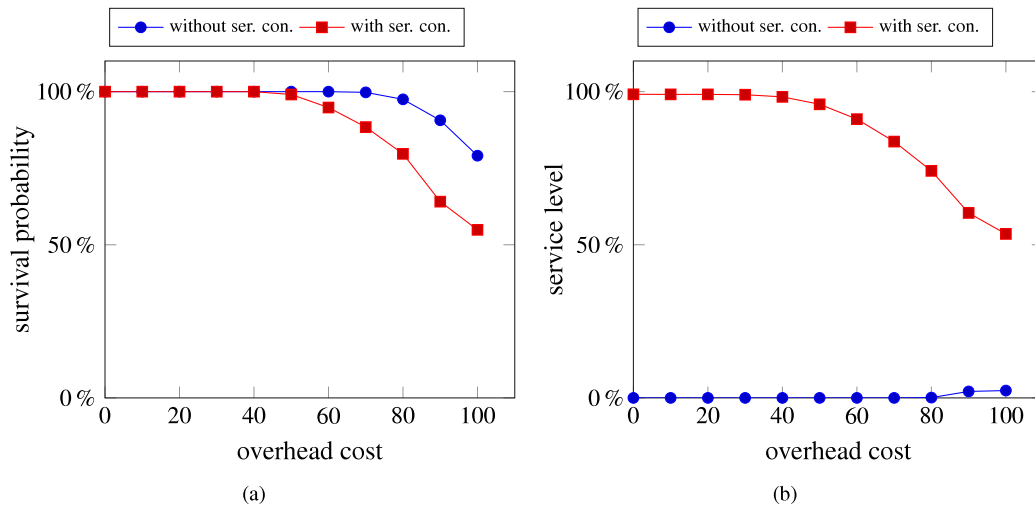 without ser. con. with ser. con.
survival probability
100 %
50 %
0 %
0 20 40 60 80 100
overhead cost
(a)
without ser. con. with ser. con.
service level
100 %
50 %
0 %
0 20 40 60 80 100
overhead cost
(b)